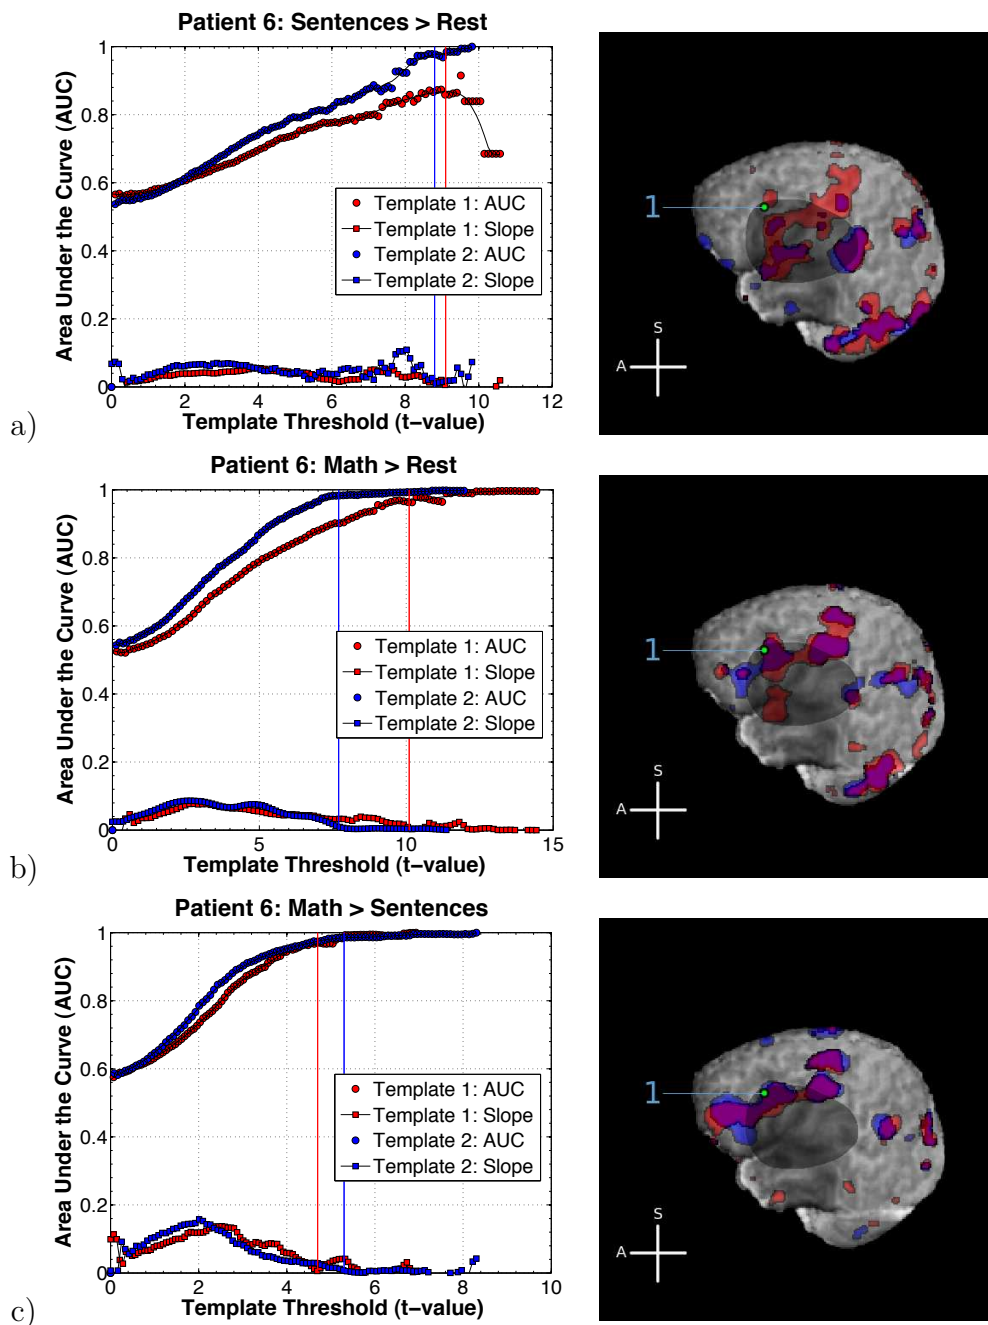 Patient 6: Sentences > Rest
Area Under the Curve (AUC)
1
0.8
0.6
0.4
0.2
0
Template 1: AUC
Template 1: Slope
Template 2: AUC
Template 2: Slope
0 2 4 6 8 10 12
Template Threshold (t-value)
a)
1
S
A
Patient 6: Math > Rest
Area Under the Curve (AUC)
1
0.8
0.6
0.4
0.2
0
Template 1: AUC
Template 1: Slope
Template 2: AUC
Template 2: Slope
0 5 10 15
Template Threshold (t-value)
b)
1
S
A
Patient 6: Math > Sentences
Area Under the Curve (AUC)
1
0.8
0.6
0.4
0.2
0
Template 1: AUC
Template 1: Slope
Template 2: AUC
Template 2: Slope
0 2 4 6 8 10
Template Threshold (t-value)
c)
1
S
A